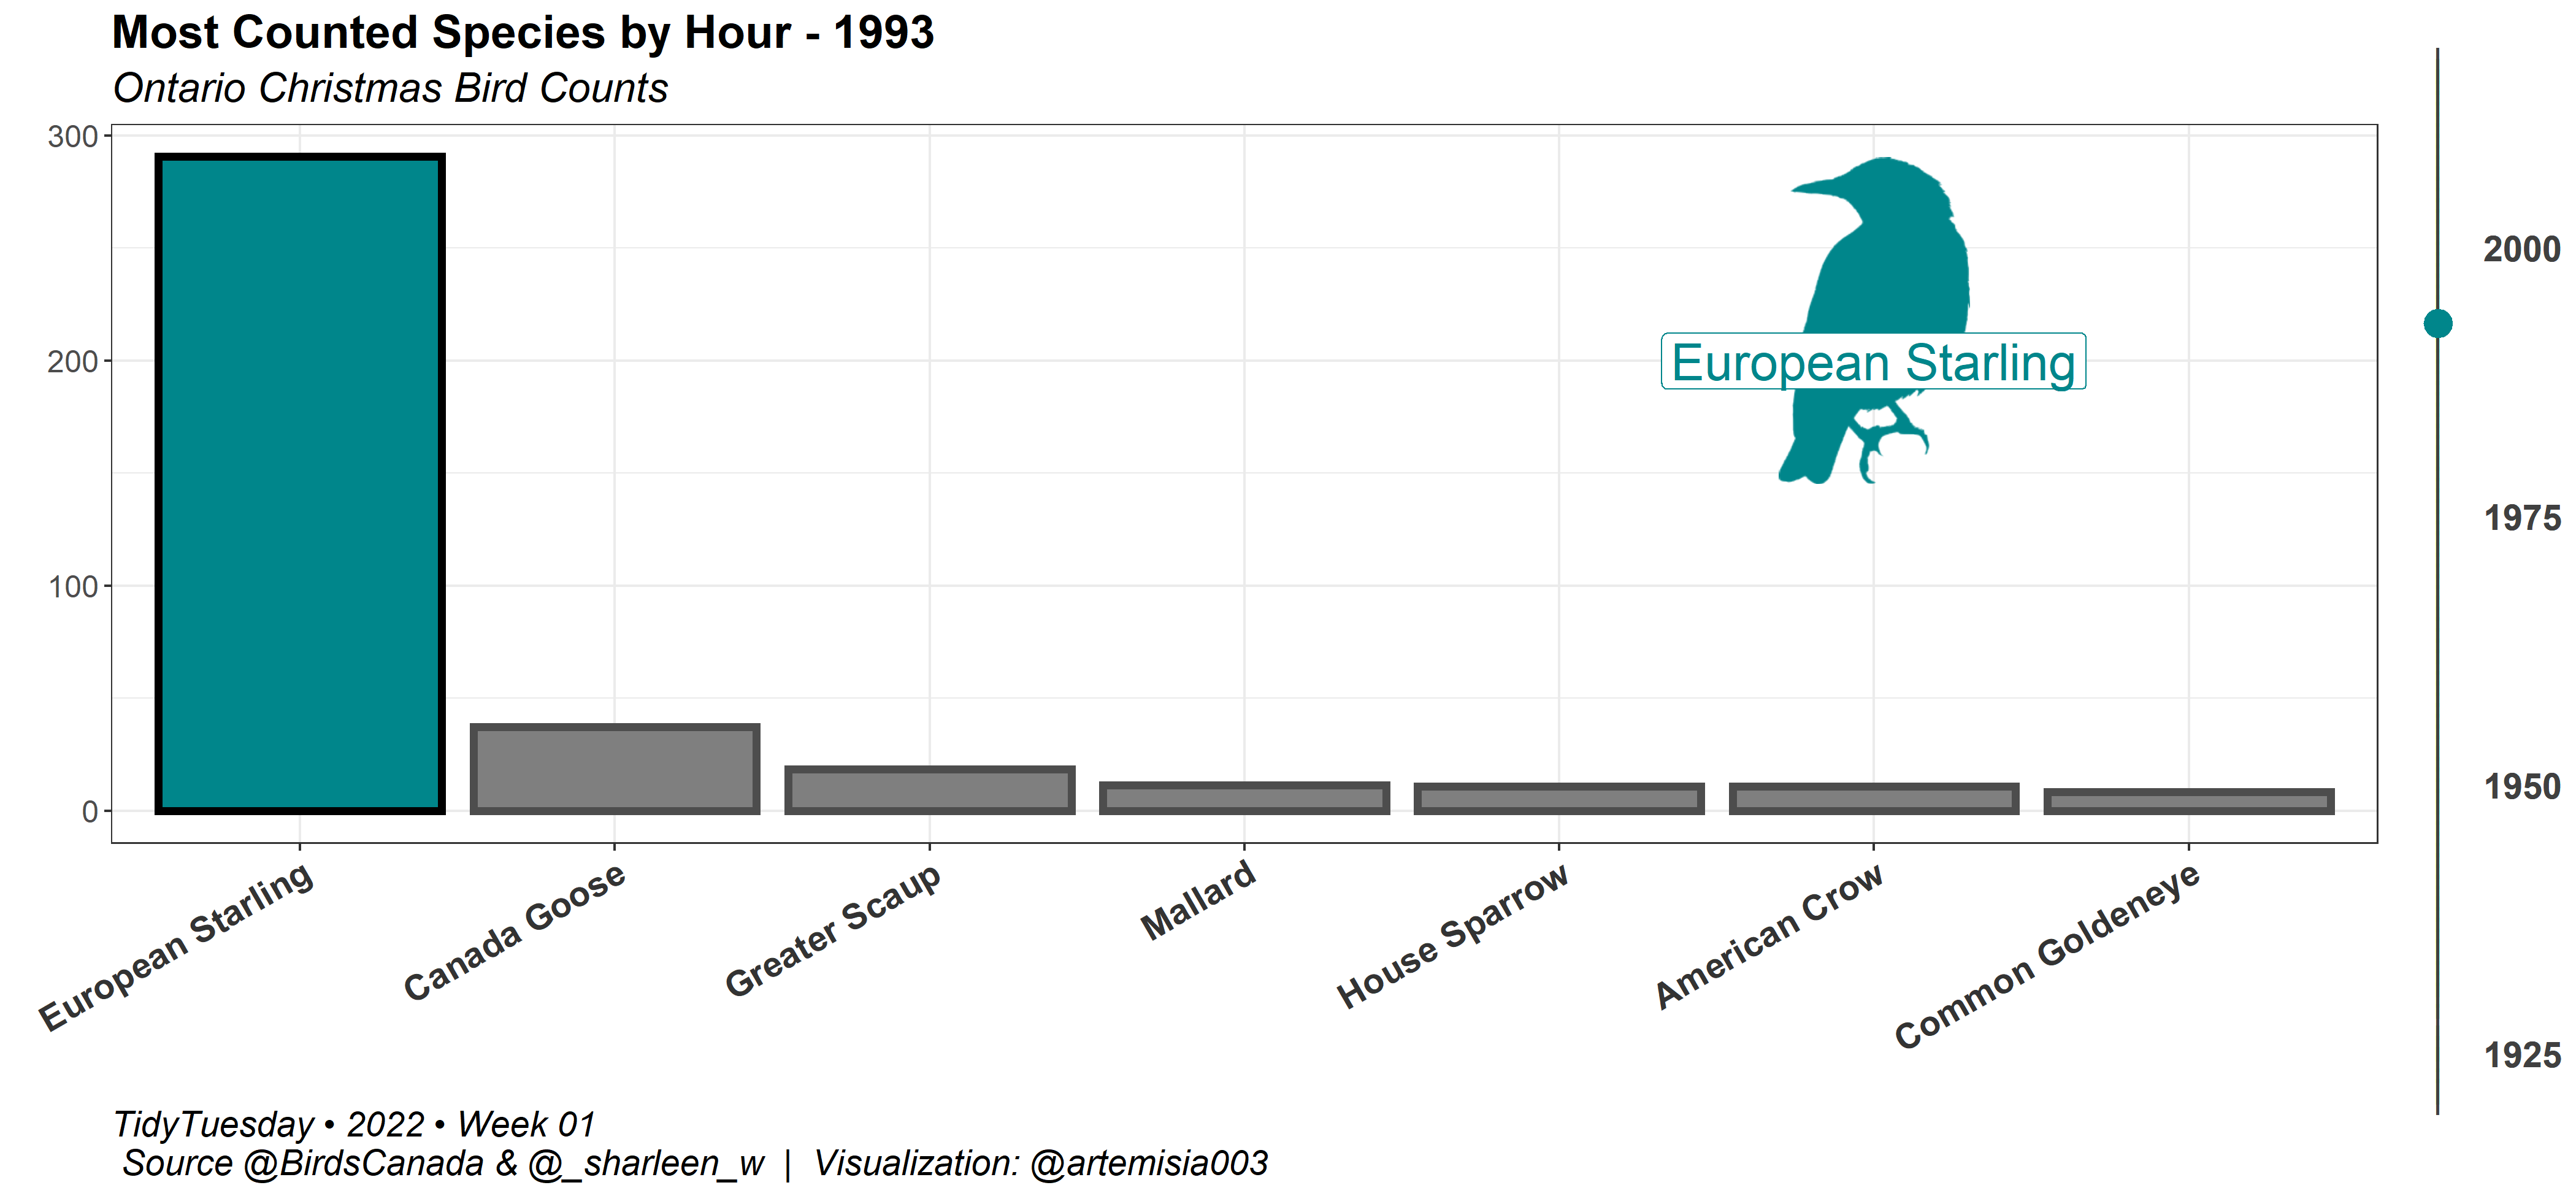 Most Counted Species by Hour - 1993
Ontario Christmas Bird Counts
300
200
100
0
European Starling
2000
1975
1950
1925
European Starling
Canada Goose
Greater Scaup
Mallard
House Sparrow
American Crow
Common Goldeneye
TidyTuesday • 2022 • Week 01
Source @BirdsCanada & @_sharleen_w | Visualization: @artemisia003